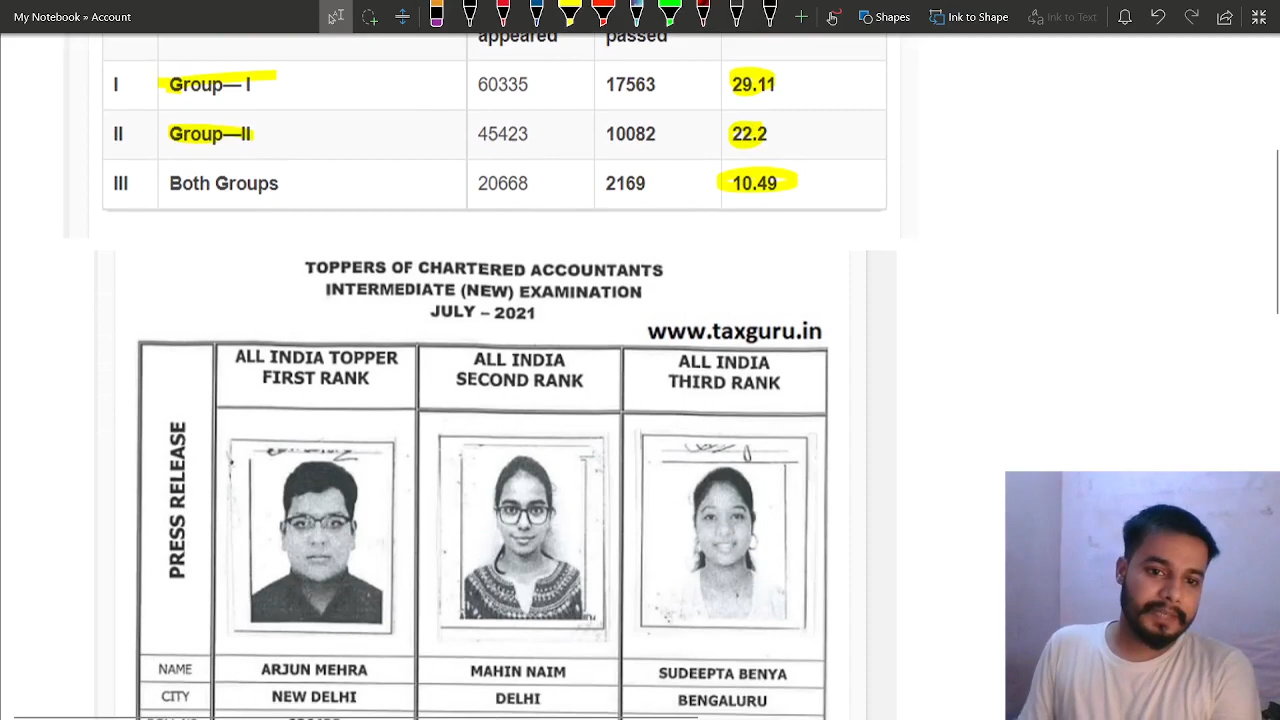 My Notebook » Account
Shapes
Ink to Shape
Ink to Text
appeared passed
I Group— I 60335 17563 29.11
II Group—II 45423 10082 22.2
III Both Groups 20668 2169 10.49
TOPPERS OF CHARTERED ACCOUNTANTS
INTERMEDIATE (NEW) EXAMINATION
JULY – 2021
www.taxguru.in
PRESS RELEASE
ALL INDIA TOPPER
FIRST RANK
ALL INDIA
SECOND RANK
ALL INDIA
THIRD RANK
NAME ARJUN MEHRA MAHIN NAIM SUDEEPTA BENYA
CITY NEW DELHI DELHI BENGALURU